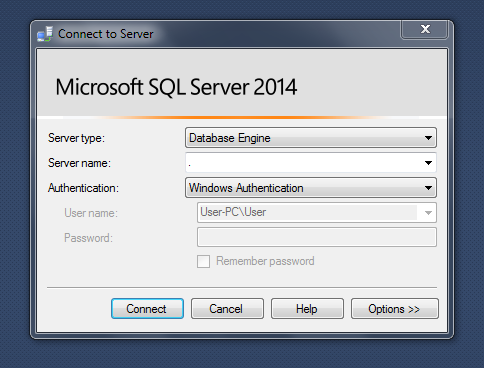 Connect to Server
Microsoft SQL Server 2014
Server type: Database Engine
Server name: .
Authentication: Windows Authentication
User name: User-PC\User
Password:
Remember password
Connect Cancel Help Options >>